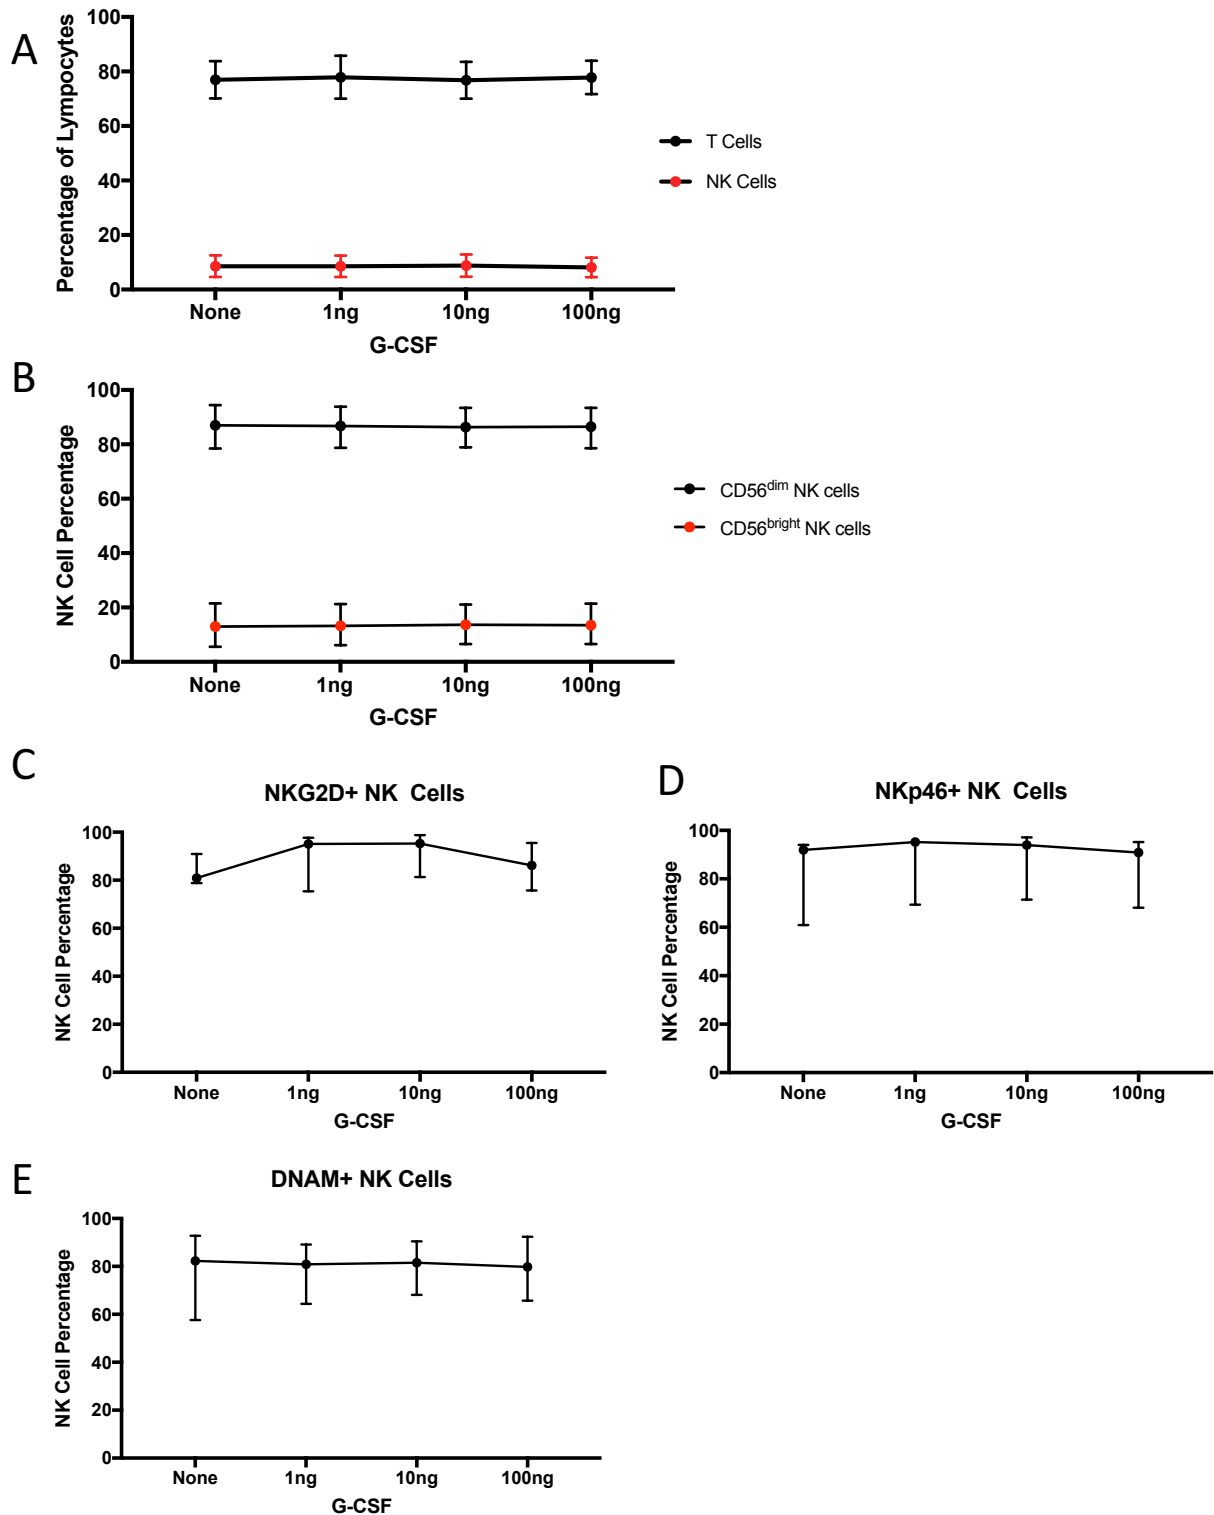 A
Percentage of Lympocytes
100
80
60
40
20
0
None 1ng 10ng 100ng
G-CSF
T Cells
NK Cells
B
NK Cell Percentage
100
80
60
40
20
0
None 1ng 10ng 100ng
G-CSF
CD56dim NK cells
CD56bright NK cells
C
NKG2D+ NK Cells
NK Cell Percentage
100
80
60
40
20
0
None 1ng 10ng 100ng
G-CSF
D
NKp46+ NK Cells
NK Cell Percentage
100
80
60
40
20
0
None 1ng 10ng 100ng
G-CSF
E
DNAM+ NK Cells
NK Cell Percentage
100
80
60
40
20
0
None 1ng 10ng 100ng
G-CSF